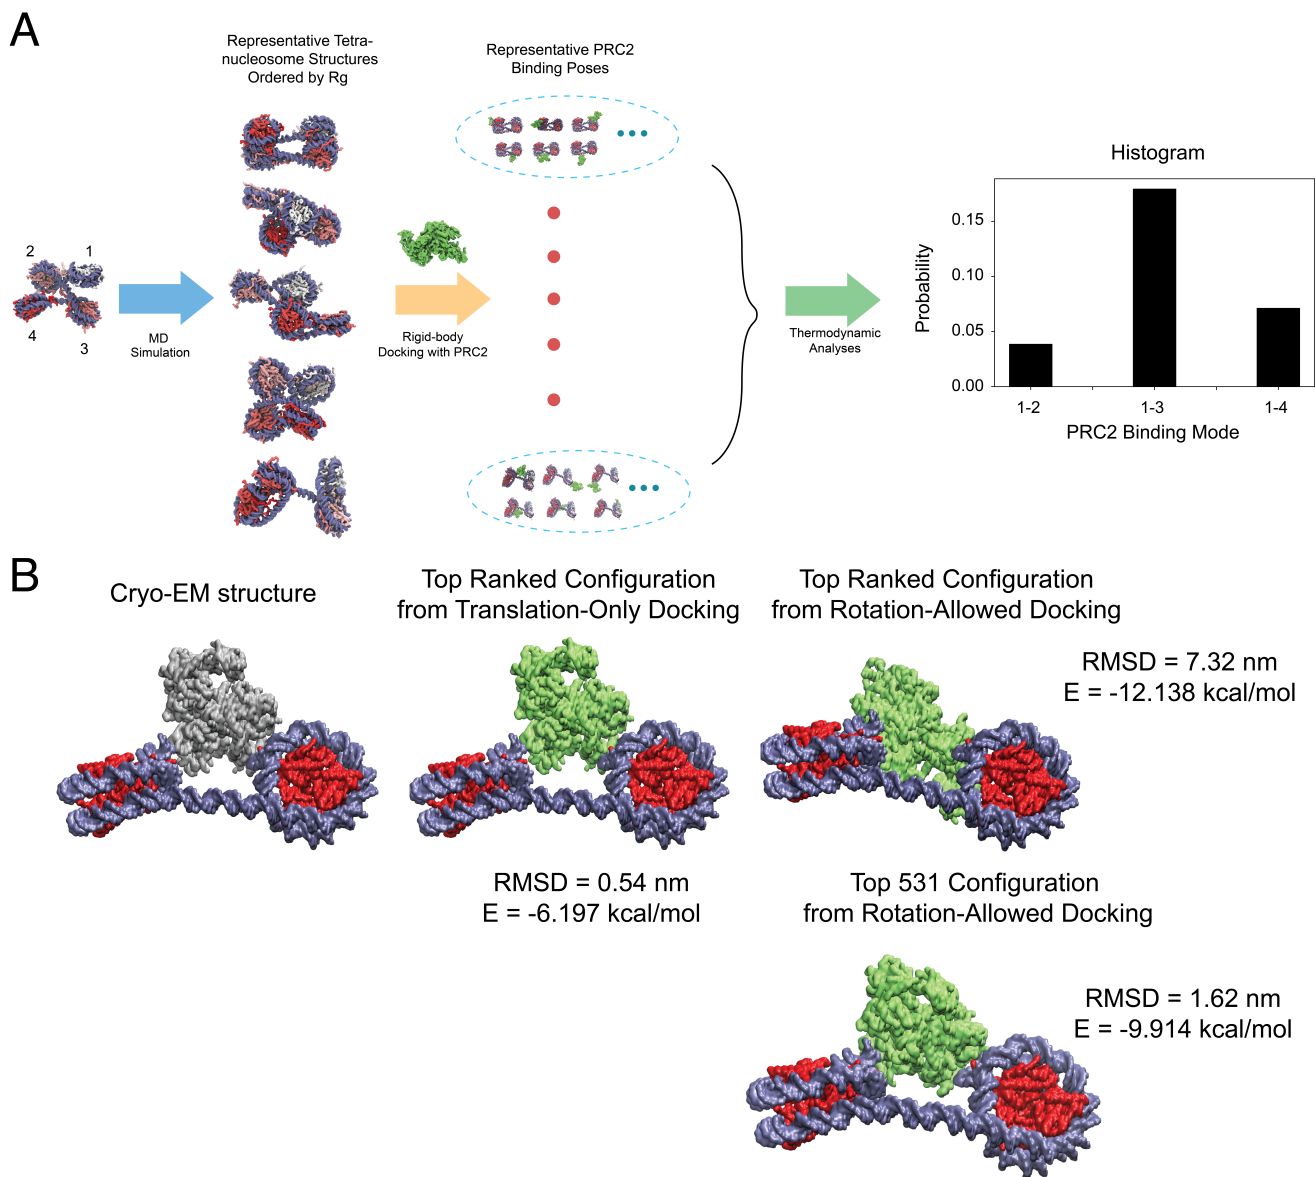 A
Representative Tetra-
nucleosome Structures
Ordered by Rg
Representative PRC2
Binding Poses
2
1
4
3
MD
Simulation
Rigid-body
Docking with PRC2
Thermodynamic
Analyses
Histogram
Probability
0.15
0.10
0.05
0.00
1-2
1-3
1-4
PRC2 Binding Mode
B
Cryo-EM structure
Top Ranked Configuration
from Translation-Only Docking
RMSD = 0.54 nm
E = -6.197 kcal/mol
Top Ranked Configuration
from Rotation-Allowed Docking
RMSD = 7.32 nm
E = -12.138 kcal/mol
Top 531 Configuration
from Rotation-Allowed Docking
RMSD = 1.62 nm
E = -9.914 kcal/mol